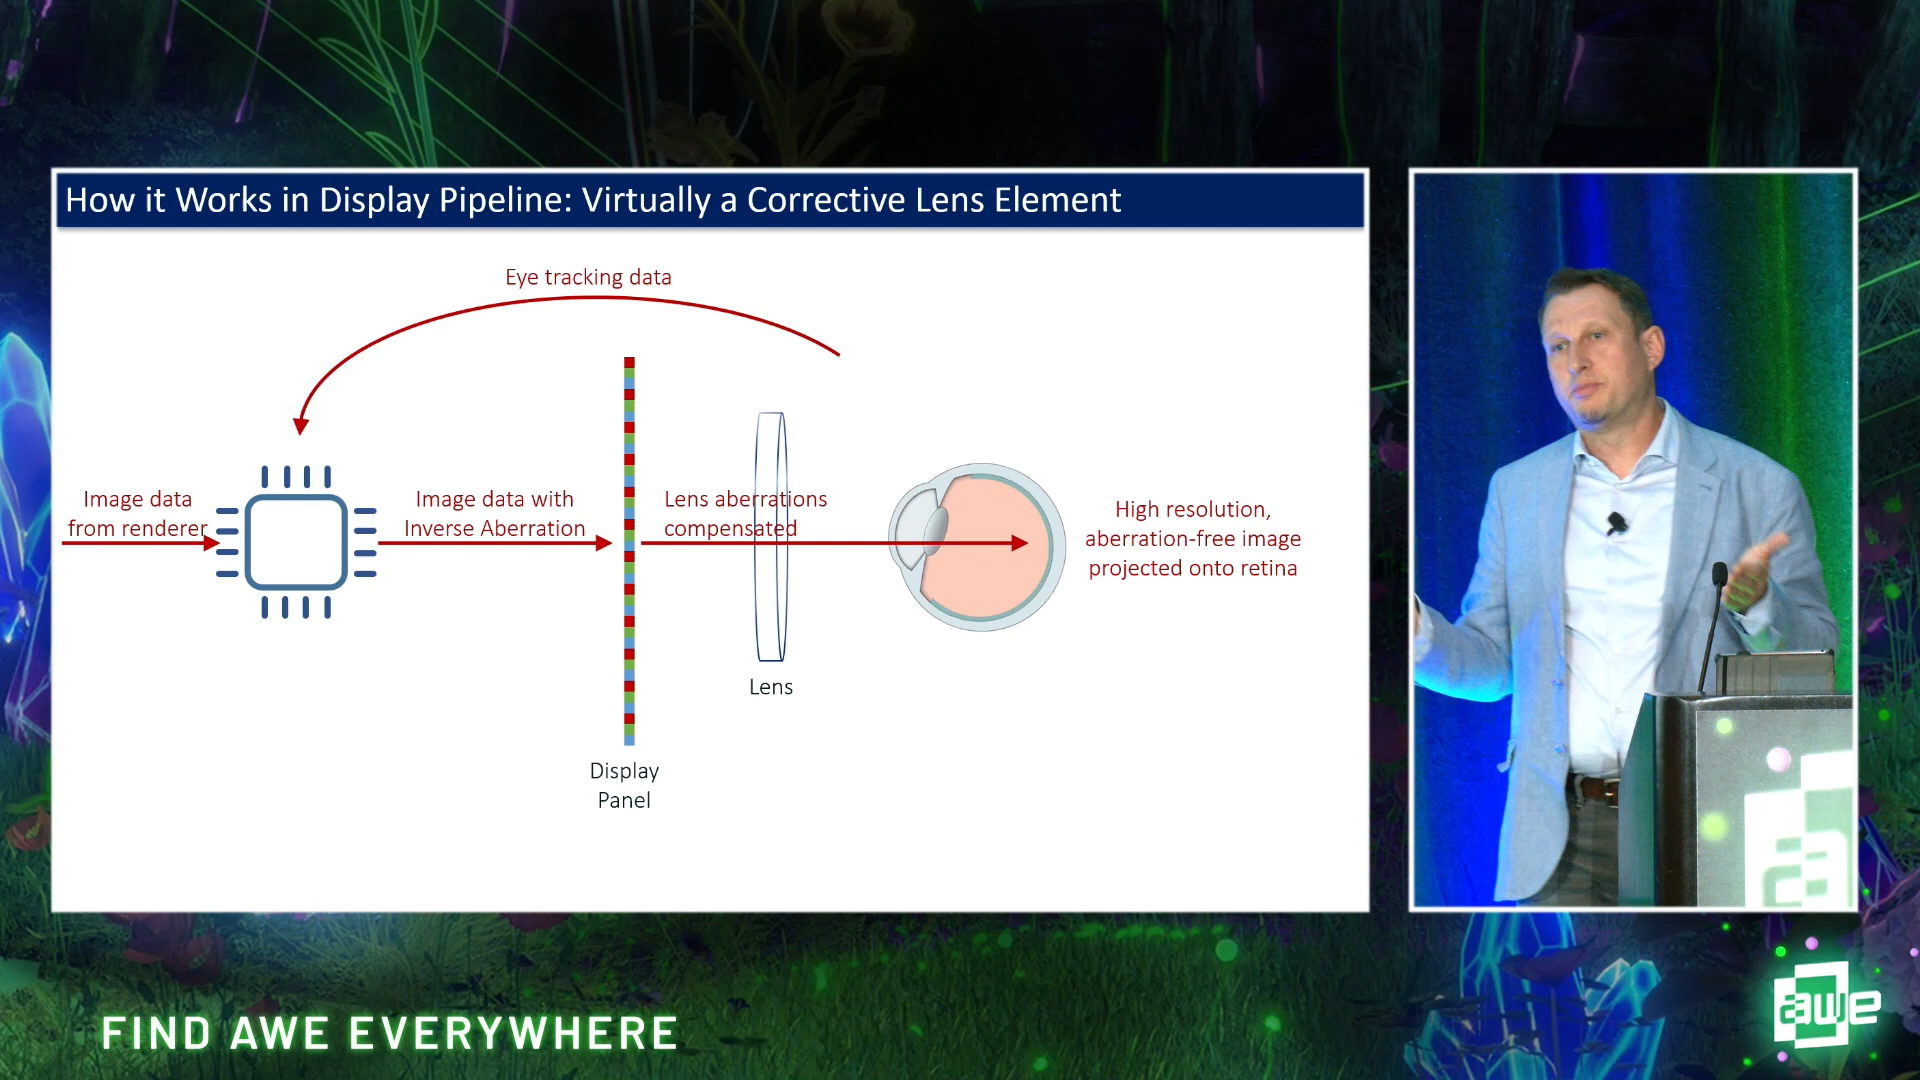 How it Works in Display Pipeline: Virtually a Corrective Lens Element
Eye tracking data
Image data
from renderer
Image data with
Inverse Aberration
Lens aberrations
compensated
High resolution,
aberration-free image
projected onto retina
Lens
Display
Panel
FIND AWE EVERYWHERE
awe